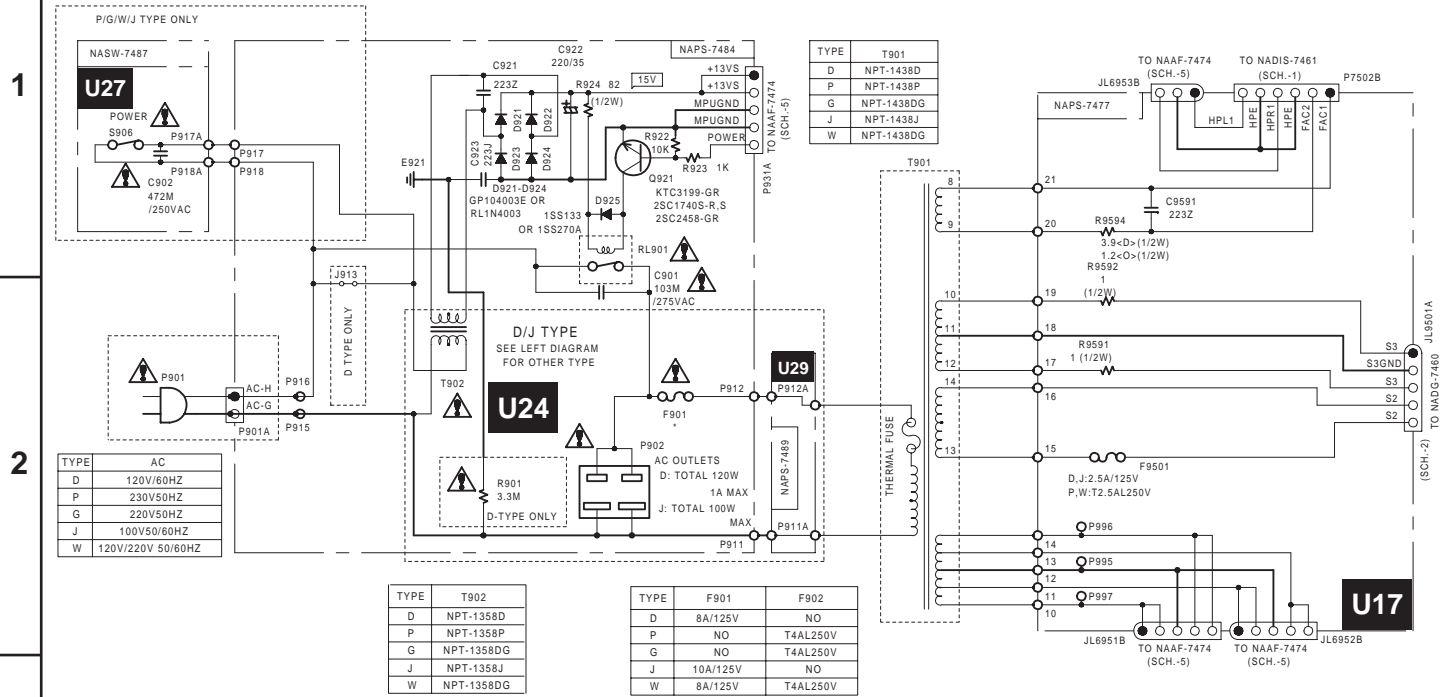 1
2
P/G/W/J TYPE ONLY
NASW-7487
U27
POWER
S906
P917A
P918A
C902
472M
/250VAC
P917
P918
NAPS-7484
C921
223Z
C922
220/35
R924 82
(1/2W)
15V
+13VS
+13VS
MPUGND
MPUGND
POWER
TO NAAF-7474
(SCH.-5)
P931A
D921
D922
D923
D924
C923
223J
E921
D921-D924
GP104003E OR
RL1N4003
R922
10K
R923 1K
Q921
KTC3199-GR
2SC1740S-R,S
2SC2458-GR
D925
1SS133
OR 1SS270A
RL901
C901
103M
/275VAC
TYPE T901
D NPT-1438D
P NPT-1438P
G NPT-1438DG
J NPT-1438J
W NPT-1438DG
J913
D TYPE ONLY
P901
AC-H
AC-G
P901A
P916
P915
TYPE AC
D 120V/60HZ
P 230V50HZ
G 220V50HZ
J 100V50/60HZ
W 120V/220V 50/60HZ
T902
D/J TYPE
SEE LEFT DIAGRAM
FOR OTHER TYPE
U24
R901
3.3M
D-TYPE ONLY
F901
*
P902
AC OUTLETS
D: TOTAL 120W
1A MAX
J: TOTAL 100W
MAX
P912
P911
U29
P912A
NAPS-7489
P911A
T901
THERMAL FUSE
8
9
10
11
12
14
13
21
20
19
18
17
16
15
14
13
12
11
10
NAPS-7477
TO NAAF-7474
(SCH.-5)
JL6953B
TO NADIS-7461
(SCH.-1)
P7502B
HPL1
HPE
HPR1
HPE
FAC2
FAC1
C9591
223Z
R9594
3.9<D>(1/2W)
1.2<O>(1/2W)
R9592
1
(1/2W)
R9591
1 (1/2W)
S3
S3GND
S3
S2
S2
JL9501A
TO NADG-7460
(SCH.-2)
F9501
D,J:2.5A/125V
P,W:T2.5AL250V
P996
P995
P997
U17
JL6951B
TO NAAF-7474
(SCH.-5)
TO NAAF-7474
(SCH.-5)
JL6952B
TYPE T902
D NPT-1358D
P NPT-1358P
G NPT-1358DG
J NPT-1358J
W NPT-1358DG
TYPE F901 F902
D 8A/125V NO
P NO T4AL250V
G NO T4AL250V
J 10A/125V NO
W 8A/125V T4AL250V